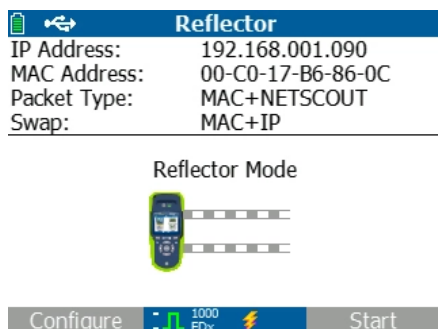 Reflector
IP Address: 192.168.001.090
MAC Address: 00-C0-17-B6-86-0C
Packet Type: MAC+NETSCOUT
Swap: MAC+IP
Reflector Mode
Configure 1000 FDx Start